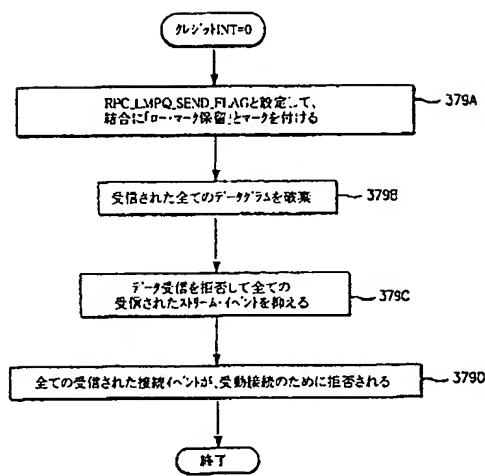 クレジットINT=0
RPC_LMPQ_SEND_FLAGと設定して、
379A
結合に「ロー・マーク保留」とマークを付ける
受信された全てのデータグラムを破棄
379B
データ受信を拒否して全ての
受信されたストリーム・イベントを抑える
379C
全ての受信された接続イベントが、受動接続のために拒否される
379D
終了